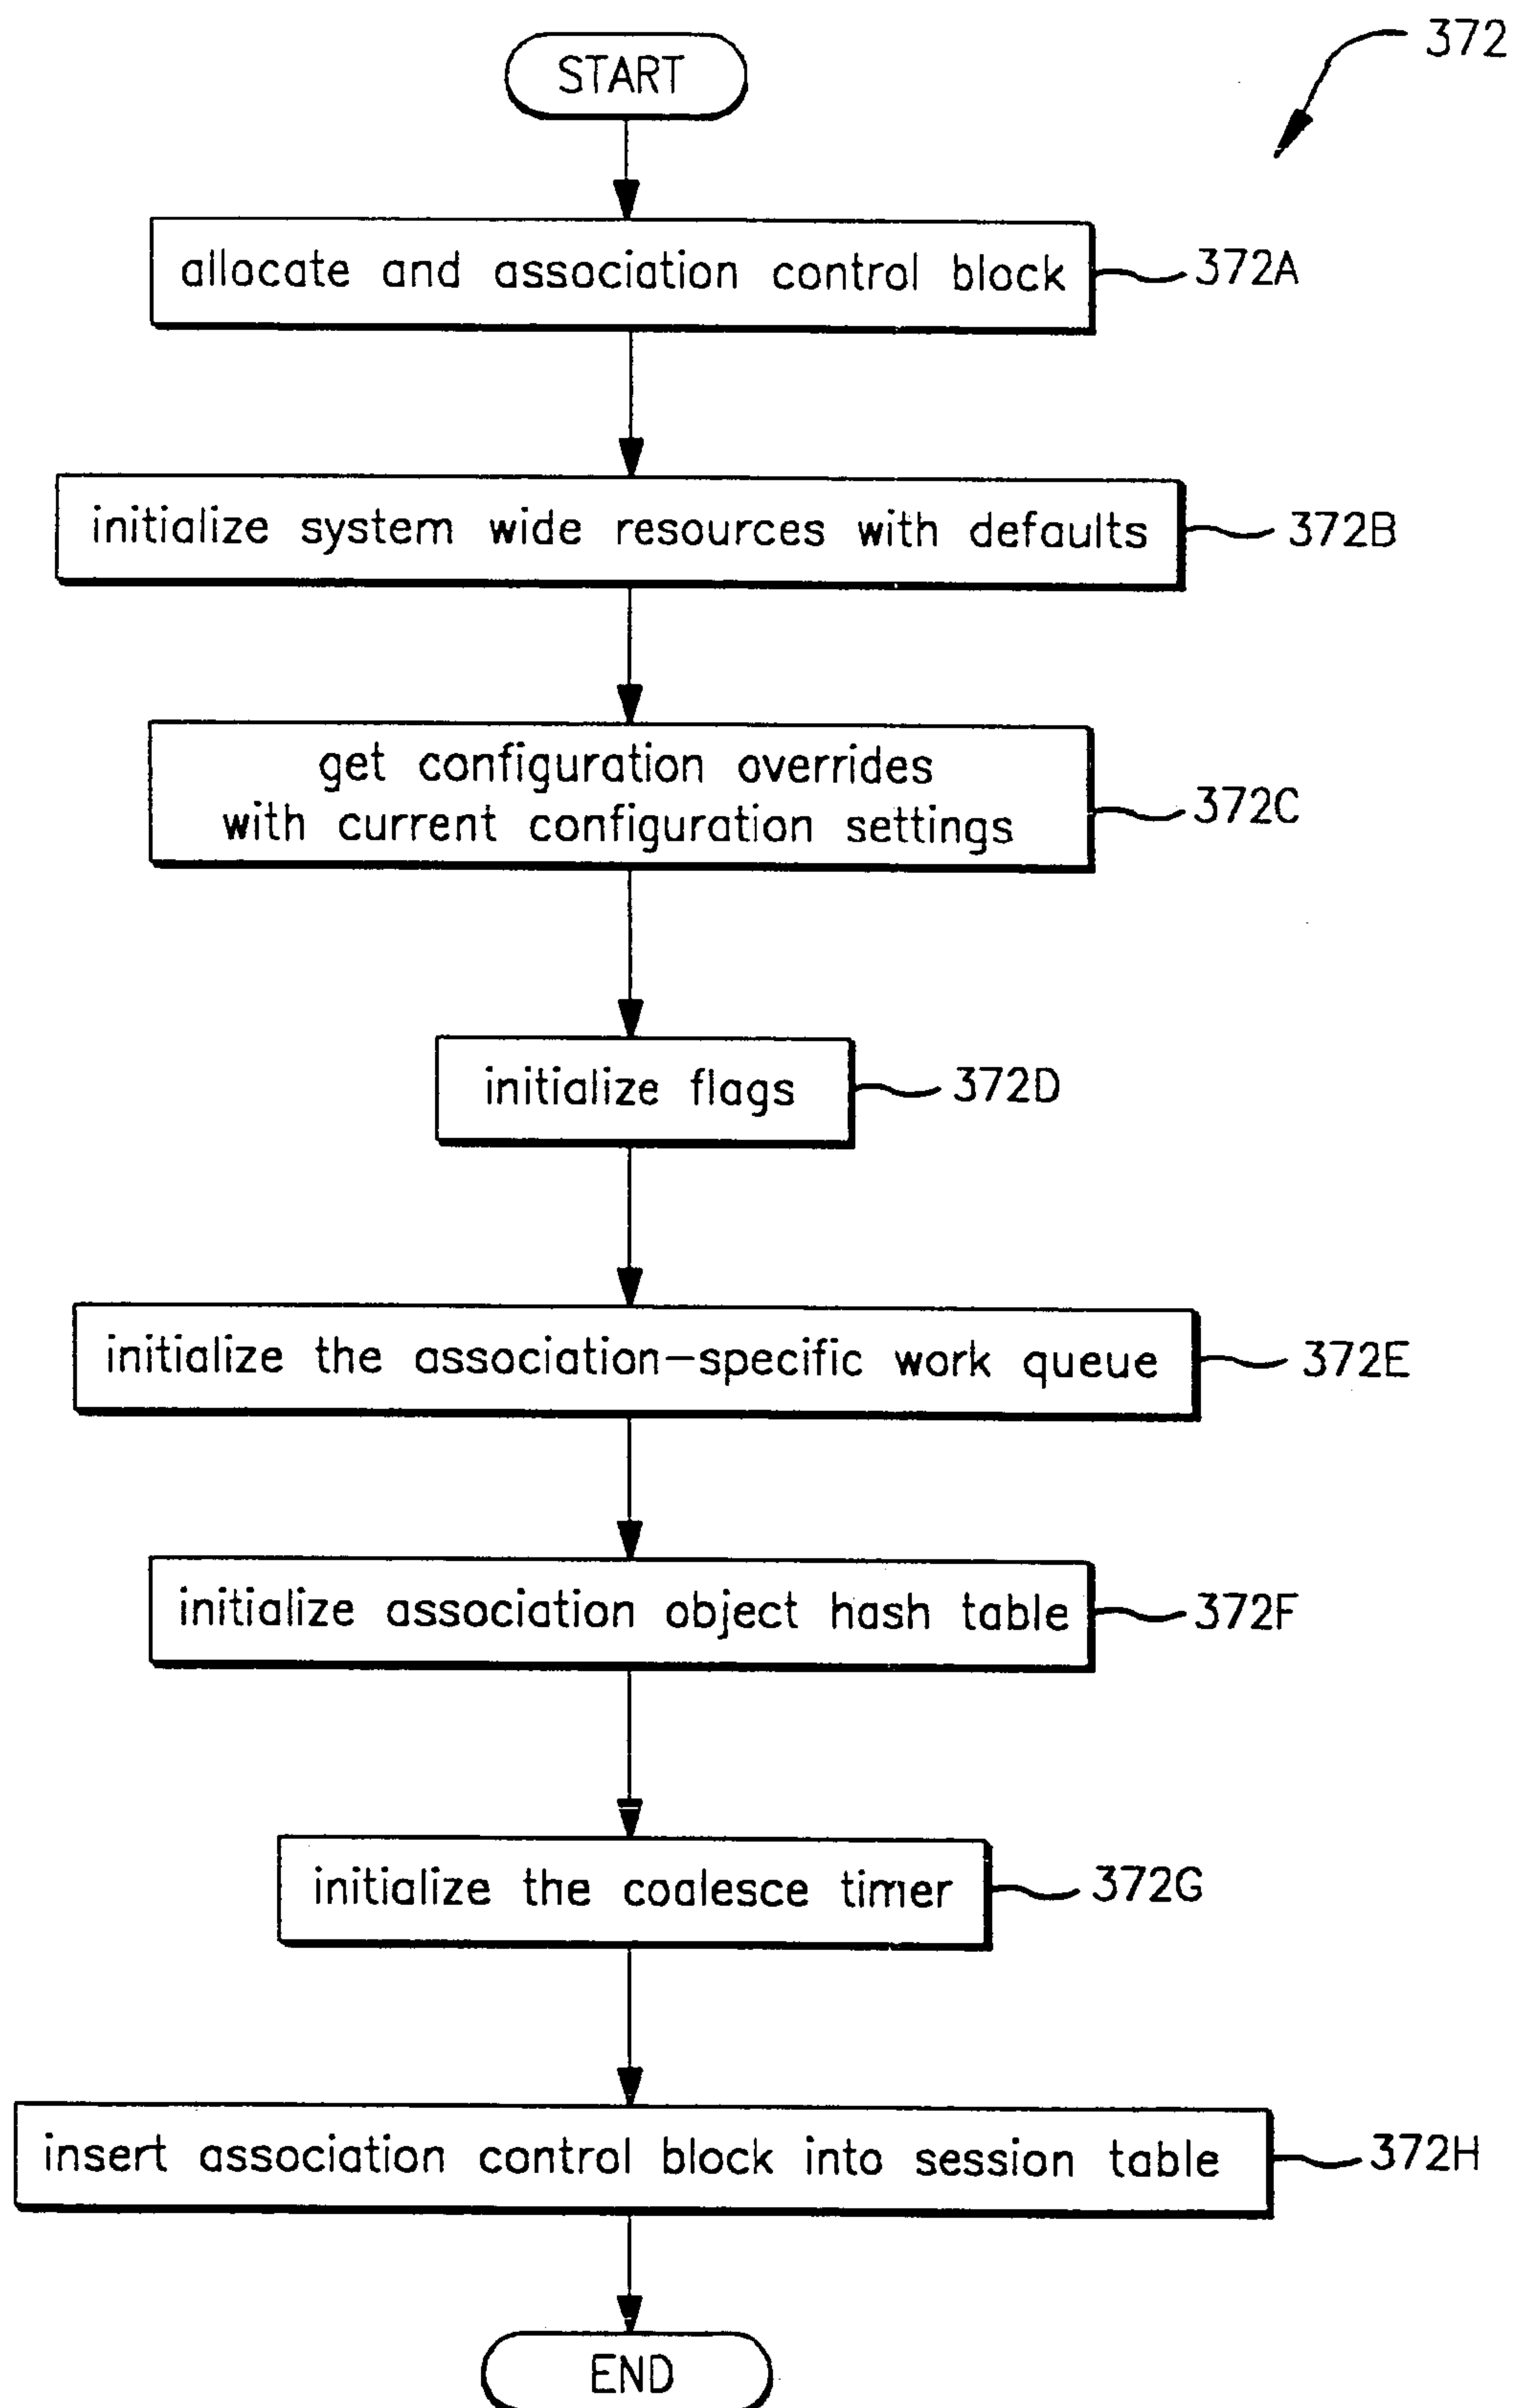 372
START
allocate and association control block
372A
initialize system wide resources with defaults
372B
get configuration overrides
with current configuration settings
372C
initialize flags
372D
initialize the association-specific work queue
372E
initialize association object hash table
372F
initialize the coalesce timer
372G
insert association control block into session table
372H
END